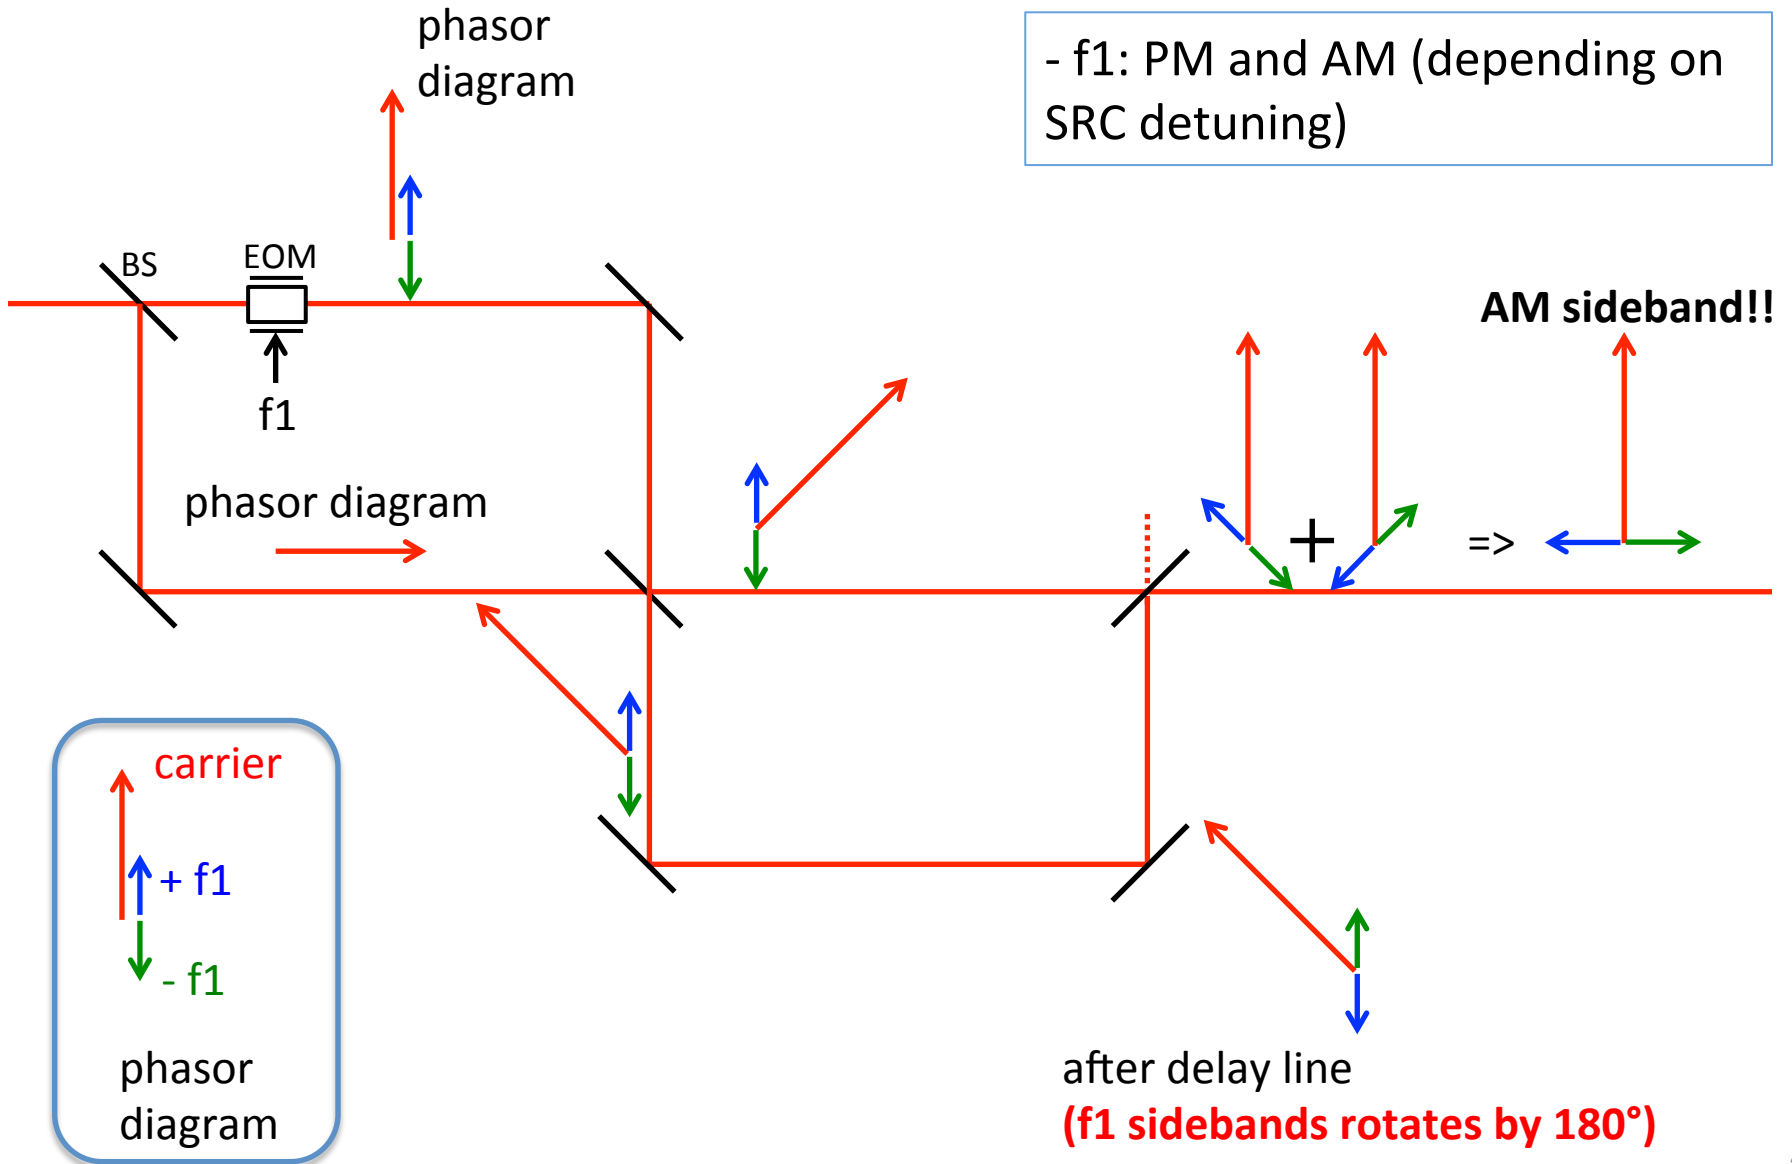 phasor
diagram
- f1: PM and AM (depending on
SRC detuning)
BS
EOM
f1
AM sideband!!
phasor diagram
+
=>
carrier
+ f1
- f1
phasor
diagram
after delay line
(f1 sidebands rotates by 180°)